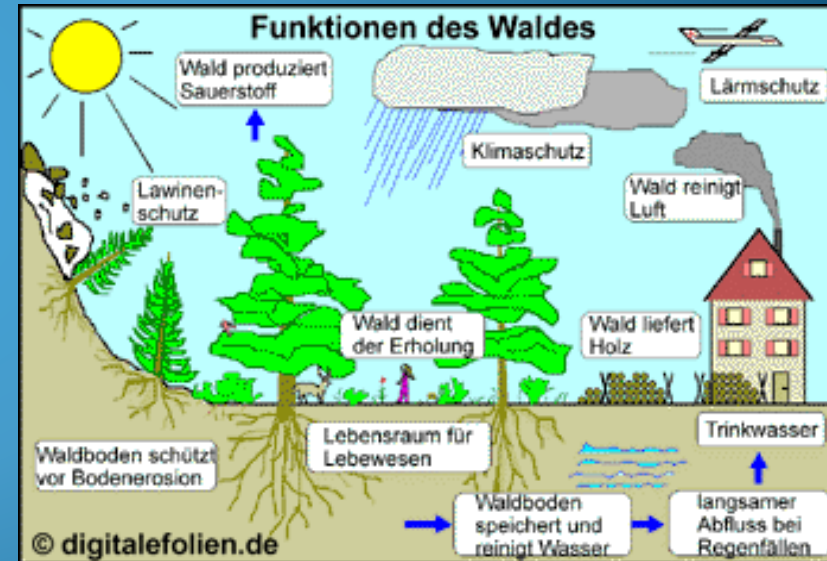 Funktionen des Waldes
Wald produziert
Sauerstoff
Lärmschutz
Klimaschutz
Lawinen-
schutz
Wald reinigt
Luft
Wald dient
der Erholung
Wald liefert
Holz
Waldboden schützt
vor Bodenerosion
Lebensraum für
Lebewesen
Trinkwasser
Waldboden
speichert und
reinigt Wasser
langsamer
Abfluss bei
Regenfällen
© digitalefolien.de